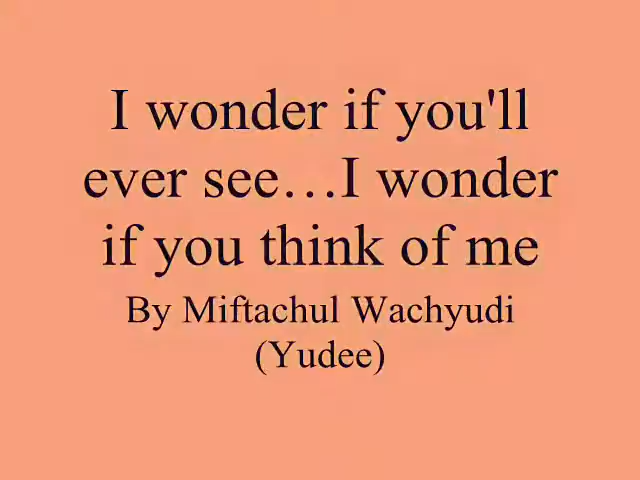 I wonder if you'll
ever see…I wonder
if you think of me
By Miftachul Wachyudi
(Yudee)